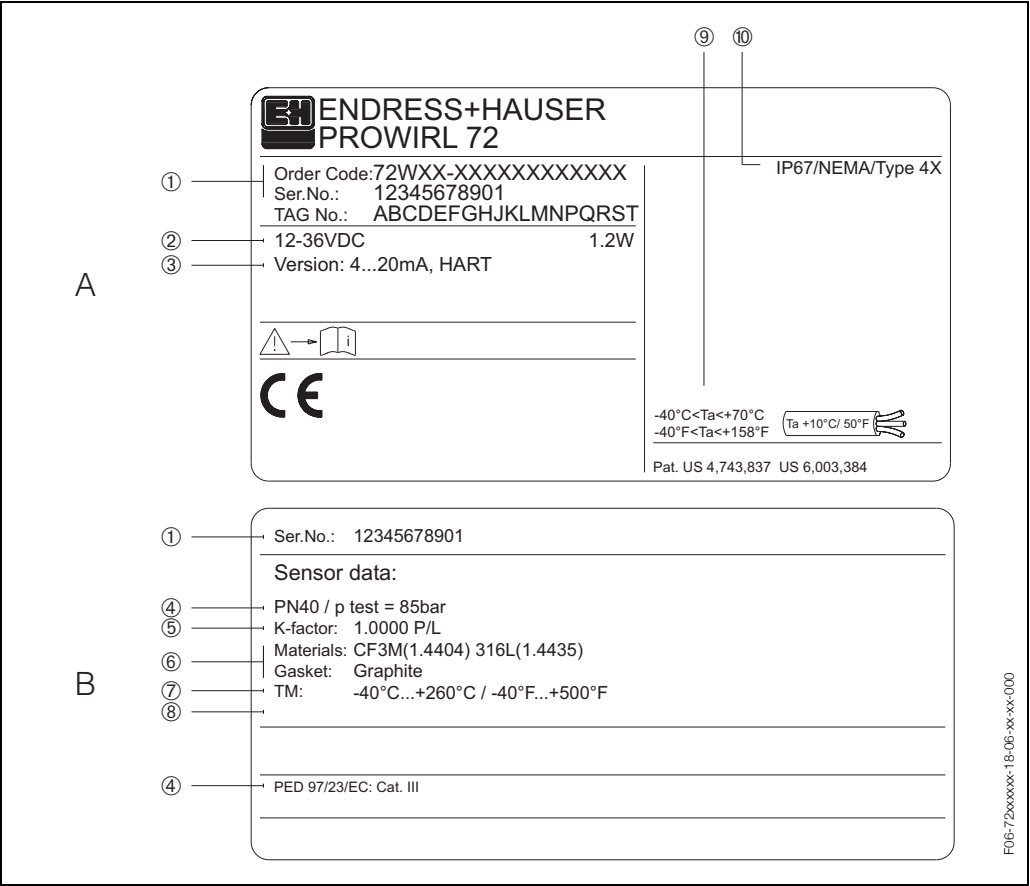 ⑨ ⑩
E+H ENDRESS+HAUSER
PROWIRL 72
IP67/NEMA/Type 4X
① Order Code:72WXX-XXXXXXXXXXXX
Ser.No.: 12345678901
TAG No.: ABCDEFGHJKLMNPQRST
② 12-36VDC 1.2W
③ Version: 4...20mA, HART
A
i
CE
-40°C<Ta<+70°C
-40°F<Ta<+158°F
Ta +10°C/ 50°F
Pat. US 4,743,837 US 6,003,384
① Ser.No.: 12345678901
Sensor data:
④ PN40 / p test = 85bar
⑤ K-factor: 1.0000 P/L
⑥ Materials: CF3M(1.4404) 316L(1.4435)
Gasket: Graphite
B
⑦ TM: -40°C...+260°C / -40°F...+500°F
⑧
④ PED 97/23/EC: Cat. III
F06-72xxxxxx-18-06-xx-xx-000